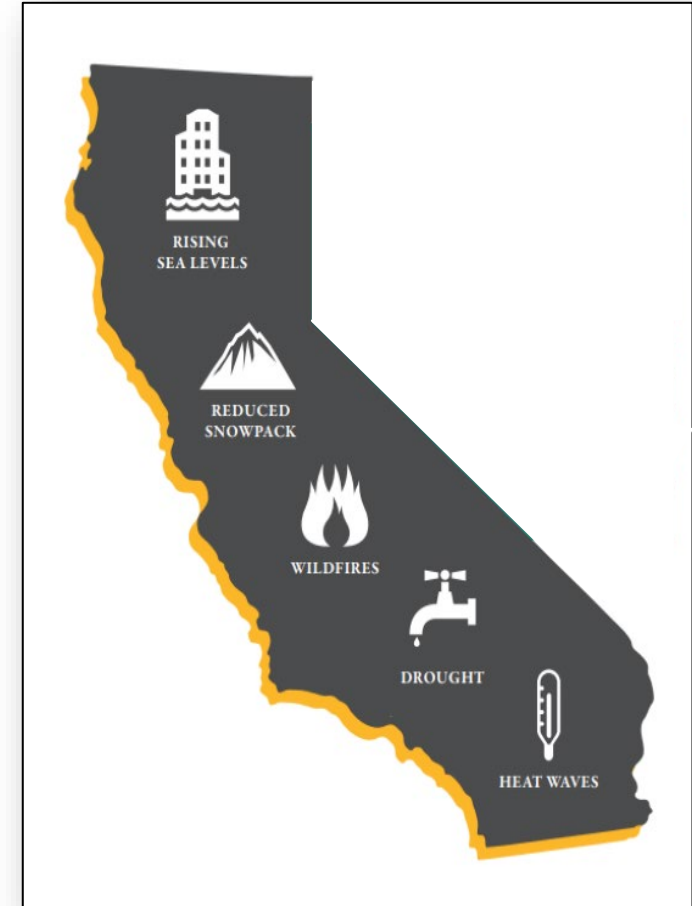 RISING
SEA LEVELS
REDUCED
SNOWPACK
WILDFIRES
DROUGHT
HEAT WAVES